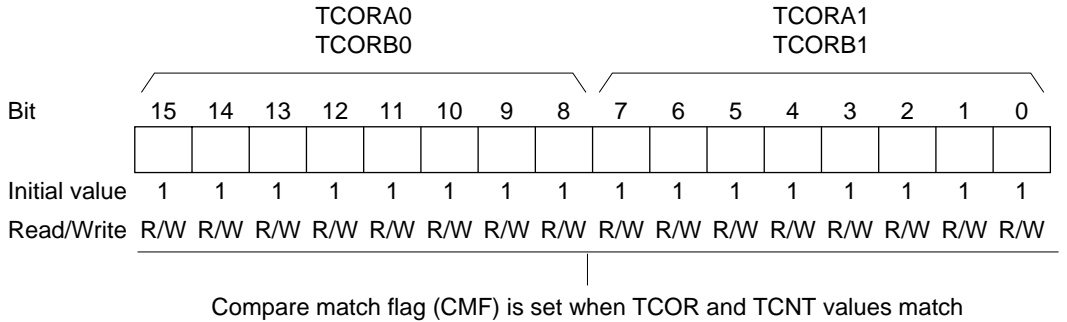 TCORA0 TCORA1
TCORB0 TCORB1
Bit 15 14 13 12 11 10 9 8 7 6 5 4 3 2 1 0
Initial value 1 1 1 1 1 1 1 1 1 1 1 1 1 1 1 1
Read/Write R/W R/W R/W R/W R/W R/W R/W R/W R/W R/W R/W R/W R/W R/W R/W R/W
Compare match flag (CMF) is set when TCOR and TCNT values match